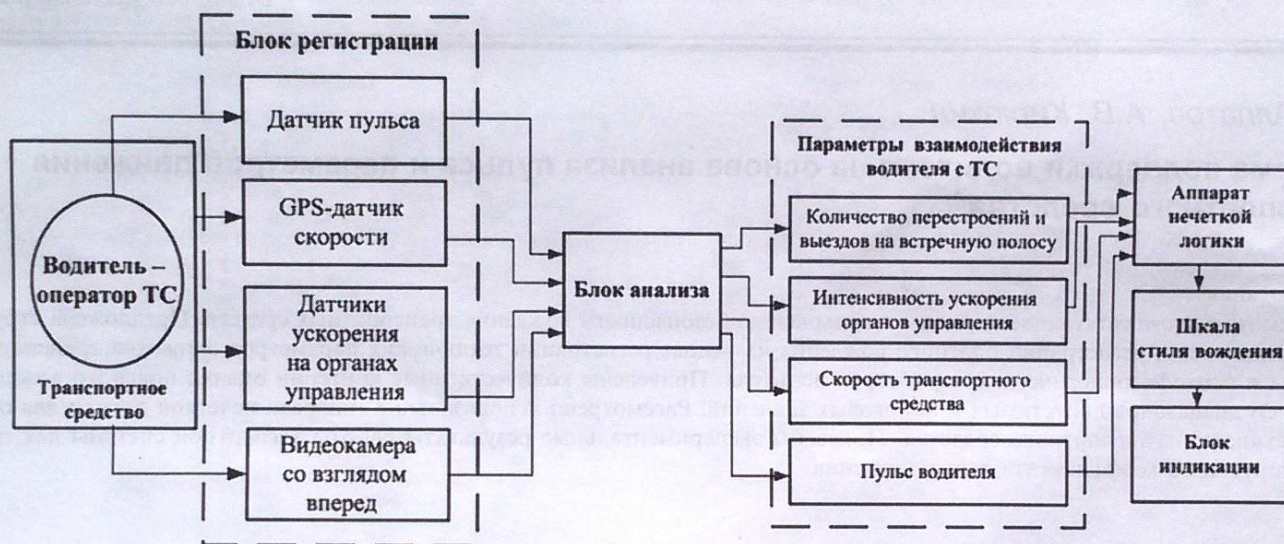 Блок регистрации
Датчик пульса
GPS-датчик
скорости
Датчики
ускорения
на органах
управления
Видеокамера
со взглядом
вперед
Водитель –
оператор ТС
Транспортное
средство
Блок анализа
Параметры взаимодействия
водителя с ТС
Количество перестроений и
выездов на встречную полосу
Интенсивность ускорения
органов управления
Скорость транспортного
средства
Пульс водителя
Аппарат
нечеткой
логики
Шкала
стиля вождения
Блок
индикации